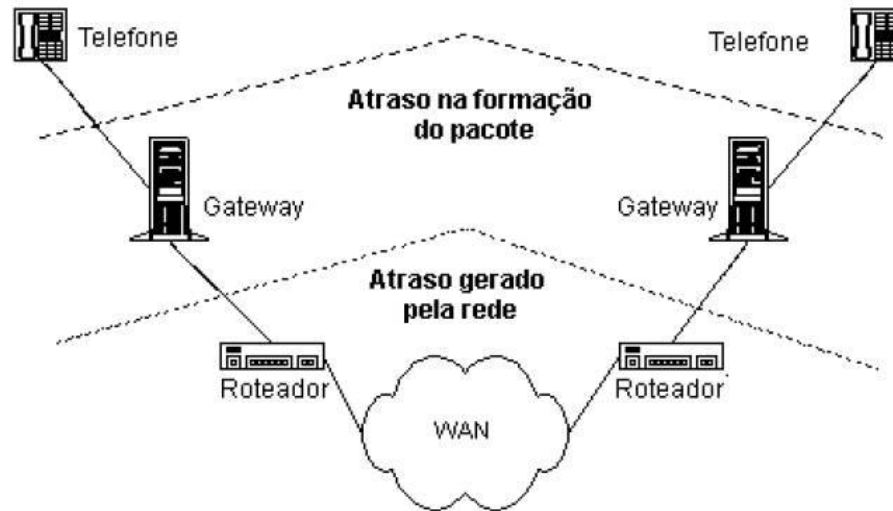 Telefone
Telefone
Atraso na formação
do pacote
Gateway
Gateway
Atraso gerado
pela rede
Roteador
Roteador
WAN